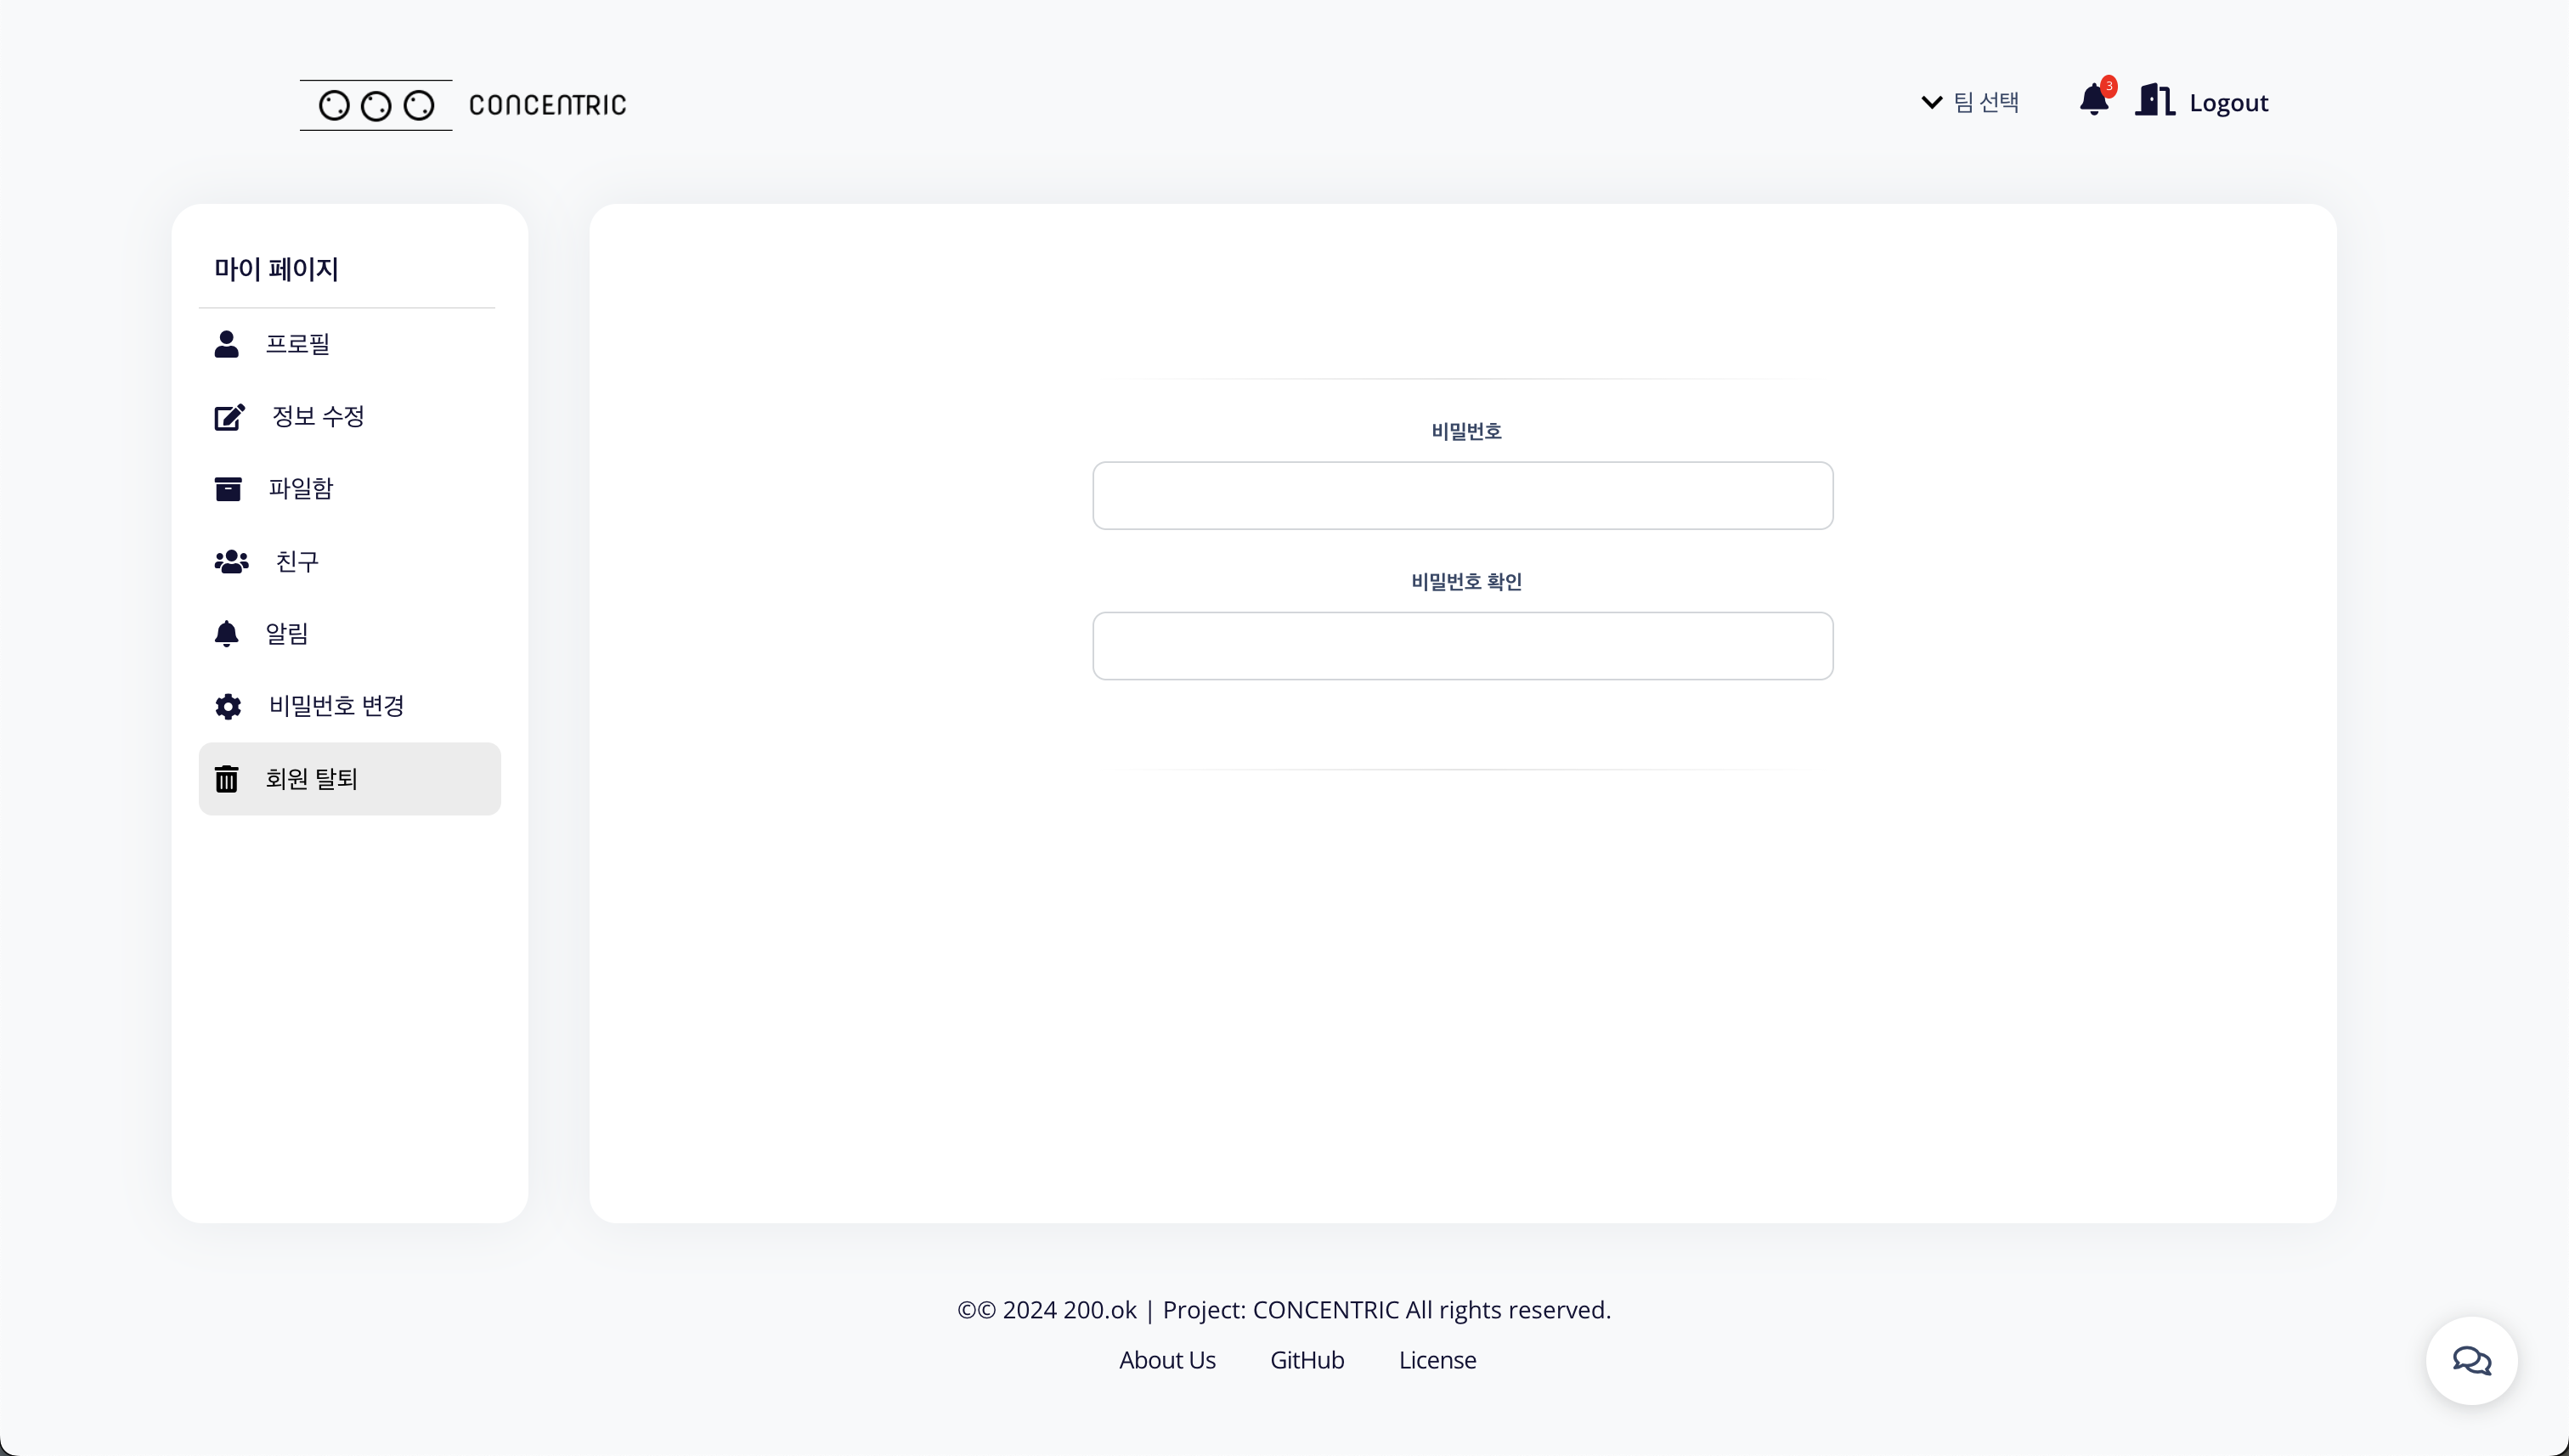 CONCENTRIC
팀 선택
3
Logout
마이 페이지
프로필
정보 수정
파일함
친구
알림
비밀번호 변경
회원 탈퇴
비밀번호
비밀번호 확인
©© 2024 200.ok | Project: CONCENTRIC All rights reserved.
About Us GitHub License